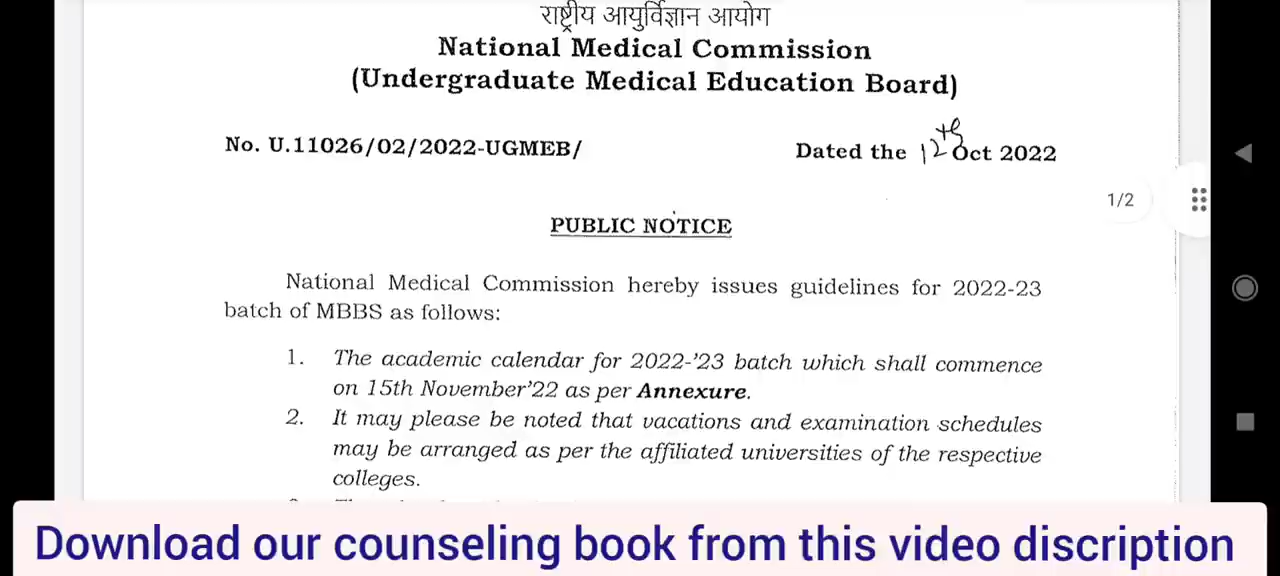 राष्ट्रीय आयुर्विज्ञान आयोग
National Medical Commission
(Undergraduate Medical Education Board)
No. U.11026/02/2022-UGMEB/ Dated the 12th Oct 2022
1/2
PUBLIC NOTICE
National Medical Commission hereby issues guidelines for 2022-23
batch of MBBS as follows:
1. The academic calendar for 2022-'23 batch which shall commence
on 15th November'22 as per Annexure.
2. It may please be noted that vacations and examination schedules
may be arranged as per the affiliated universities of the respective
colleges.
Download our counseling book from this video discription